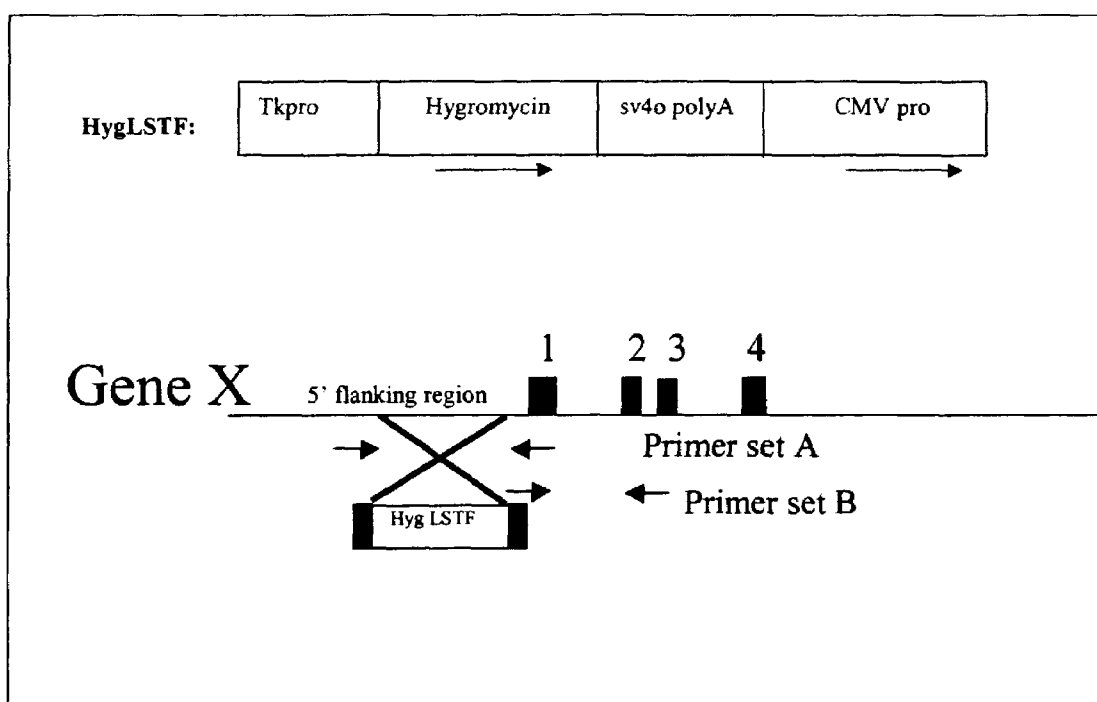 Tkpro Hygromycin sv4o polyA CMV pro
HygLSTF:
1 2 3 4
Gene X 5' flanking region
Primer set A
Primer set B
Hyg LSTF